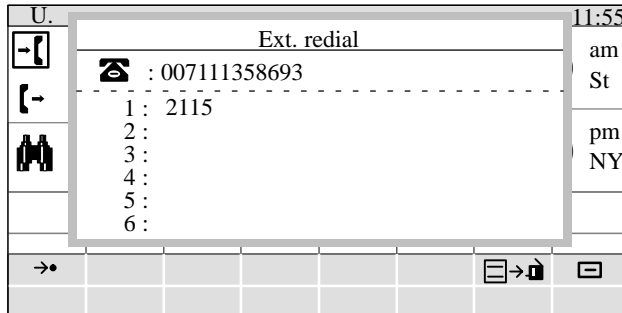 U.
11:55
Ext. redial
: 007111358693
am
St
1 : 2115
2 :
3 :
4 :
5 :
6 :
pm
NY